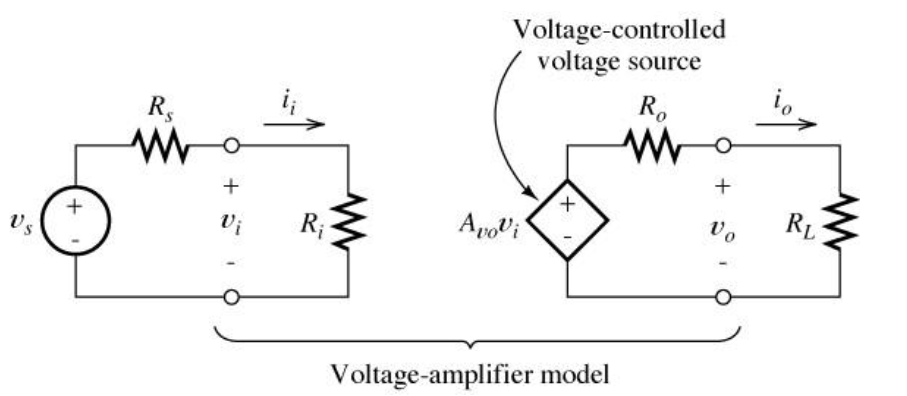 Voltage-controlled
voltage source
R_s
i_i
R_o
i_o
+
+
+
+
v_s
v_i
R_i
A_{vo}v_i
v_o
R_L
-
-
-
-
Voltage-amplifier model